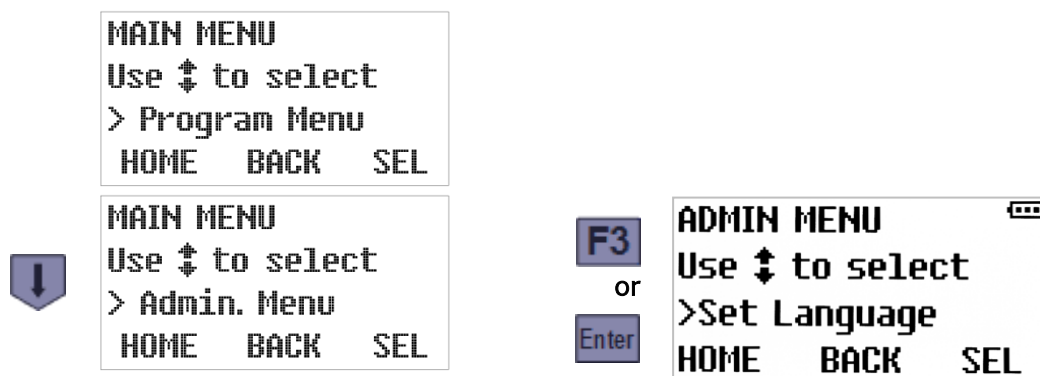 MAIN MENU
Use ↕ to select
> Program Menu
HOME BACK SEL
MAIN MENU
Use ↕ to select
> Admin. Menu
HOME BACK SEL
F3
or
Enter
ADMIN MENU
Use ↕ to select
>Set Language
HOME BACK SEL